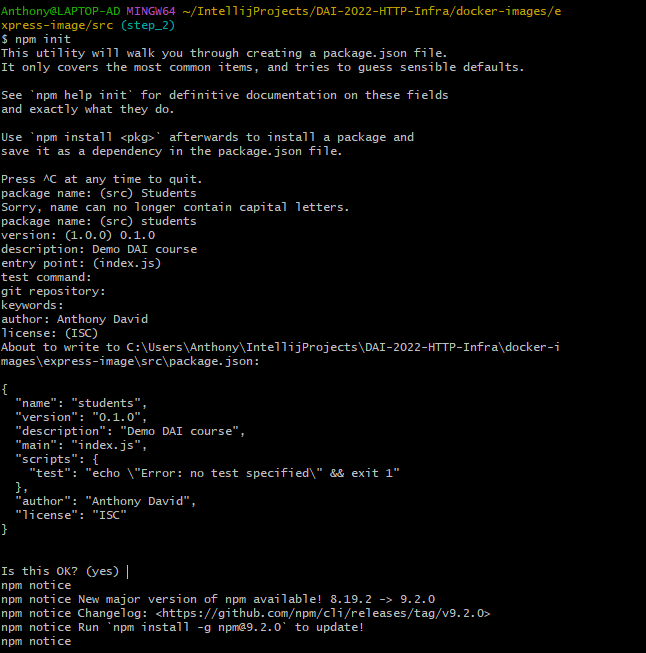 Anthony@LAPTOP-AD MINGW64 ~/IntellijProjects/DAI-2022-HTTP-Infra/docker-images/e
xpress-image/src (step_2)
$ npm init
This utility will walk you through creating a package.json file.
It only covers the most common items, and tries to guess sensible defaults.

See `npm help init` for definitive documentation on these fields
and exactly what they do.

Use `npm install <pkg>` afterwards to install a package and
save it as a dependency in the package.json file.

Press ^C at any time to quit.
package name: (src) Students
Sorry, name can no longer contain capital letters.
package name: (src) students
version: (1.0.0) 0.1.0
description: Demo DAI course
entry point: (index.js)
test command:
git repository:
keywords:
author: Anthony David
license: (ISC)
About to write to C:\Users\Anthony\IntellijProjects\DAI-2022-HTTP-Infra\docker-i
mages\express-image\src\package.json:

{
  "name": "students",
  "version": "0.1.0",
  "description": "Demo DAI course",
  "main": "index.js",
  "scripts": {
    "test": "echo \"Error: no test specified\" && exit 1"
  },
  "author": "Anthony David",
  "license": "ISC"
}

Is this OK? (yes)
npm notice
npm notice New major version of npm available! 8.19.2 -> 9.2.0
npm notice Changelog: <https://github.com/npm/cli/releases/tag/v9.2.0>
npm notice Run `npm install -g npm@9.2.0` to update!
npm notice